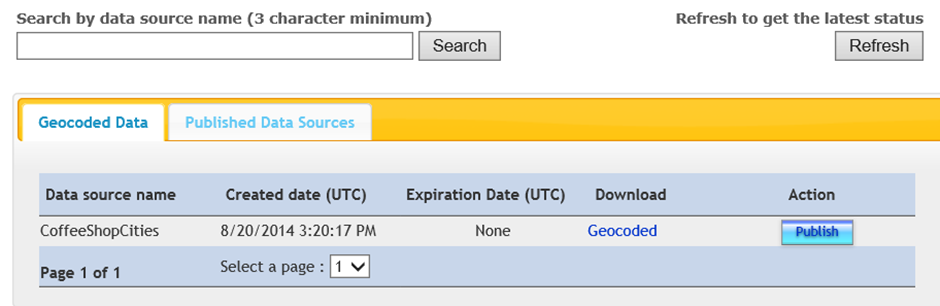 Search by data source name (3 character minimum) Refresh to get the latest status
Search Refresh
Geocoded Data Published Data Sources
Data source name Created date (UTC) Expiration Date (UTC) Download Action
CoffeeShopCities 8/20/2014 3:20:17 PM None Geocoded Publish
Page 1 of 1 Select a page : 1